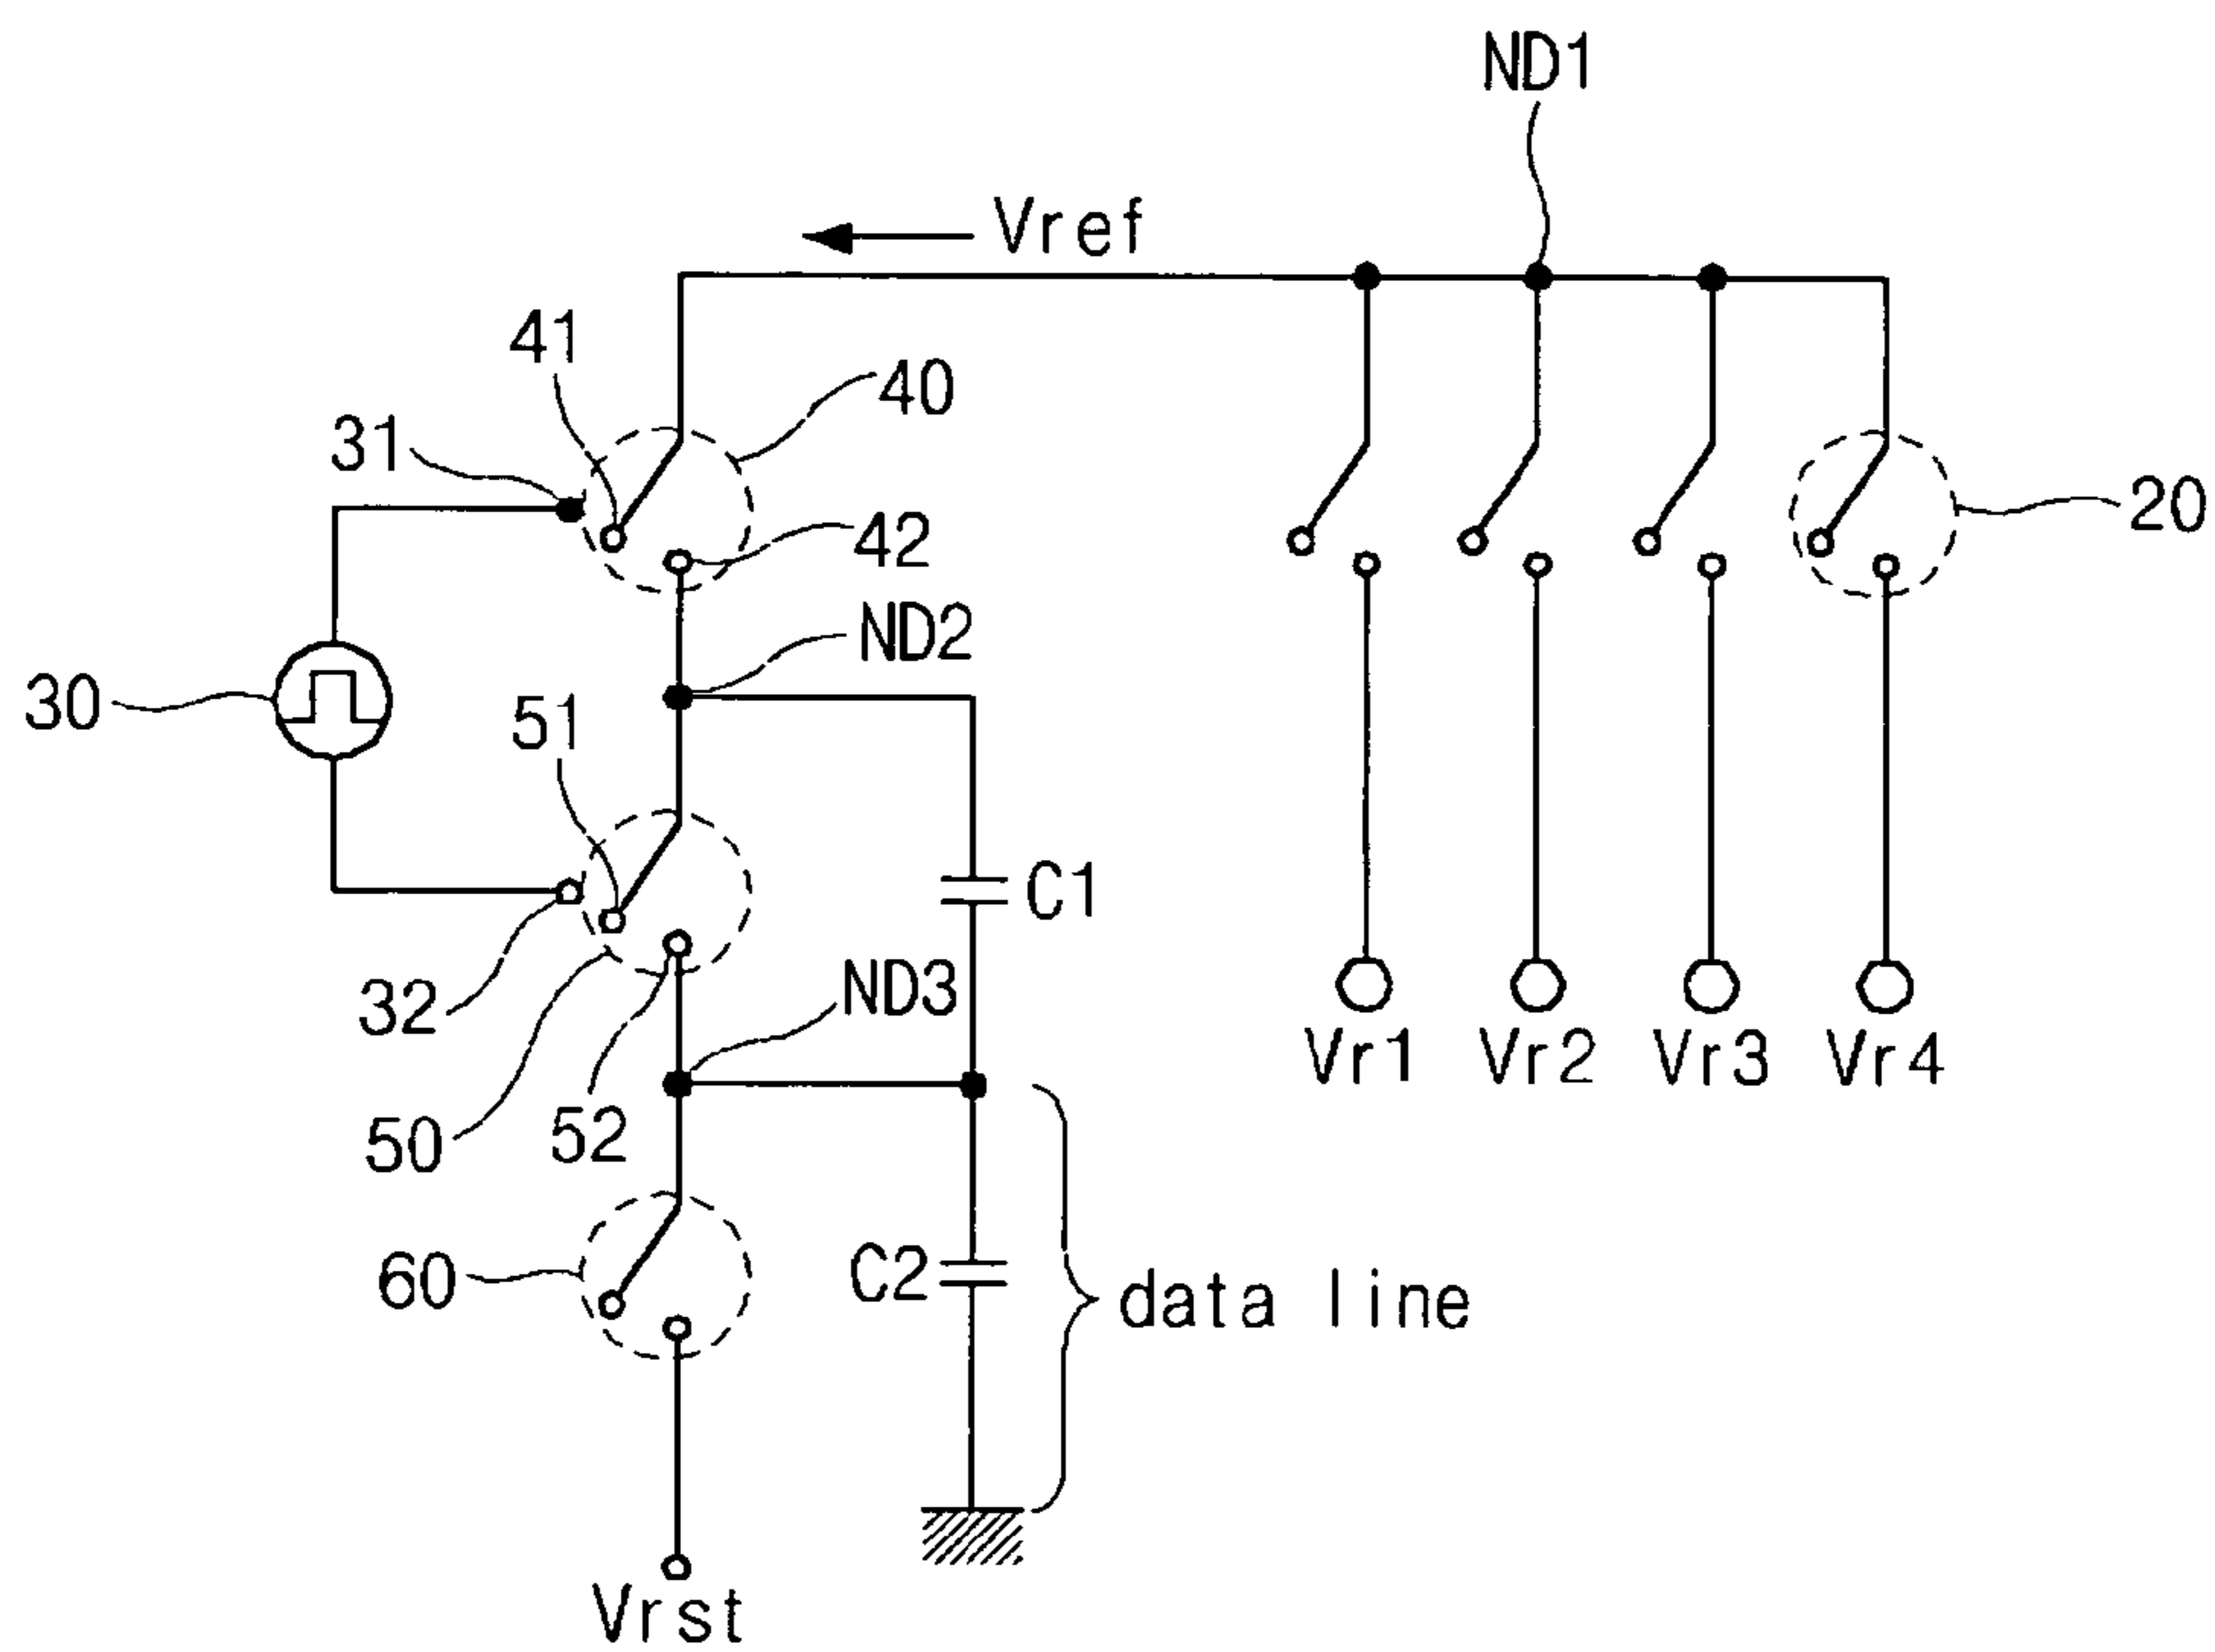 ND1
Vref
41
40
31
42
20
ND2
30
51
C1
ND3
32
Vr1 Vr2 Vr3 Vr4
50
52
60
C2
data line
Vrst